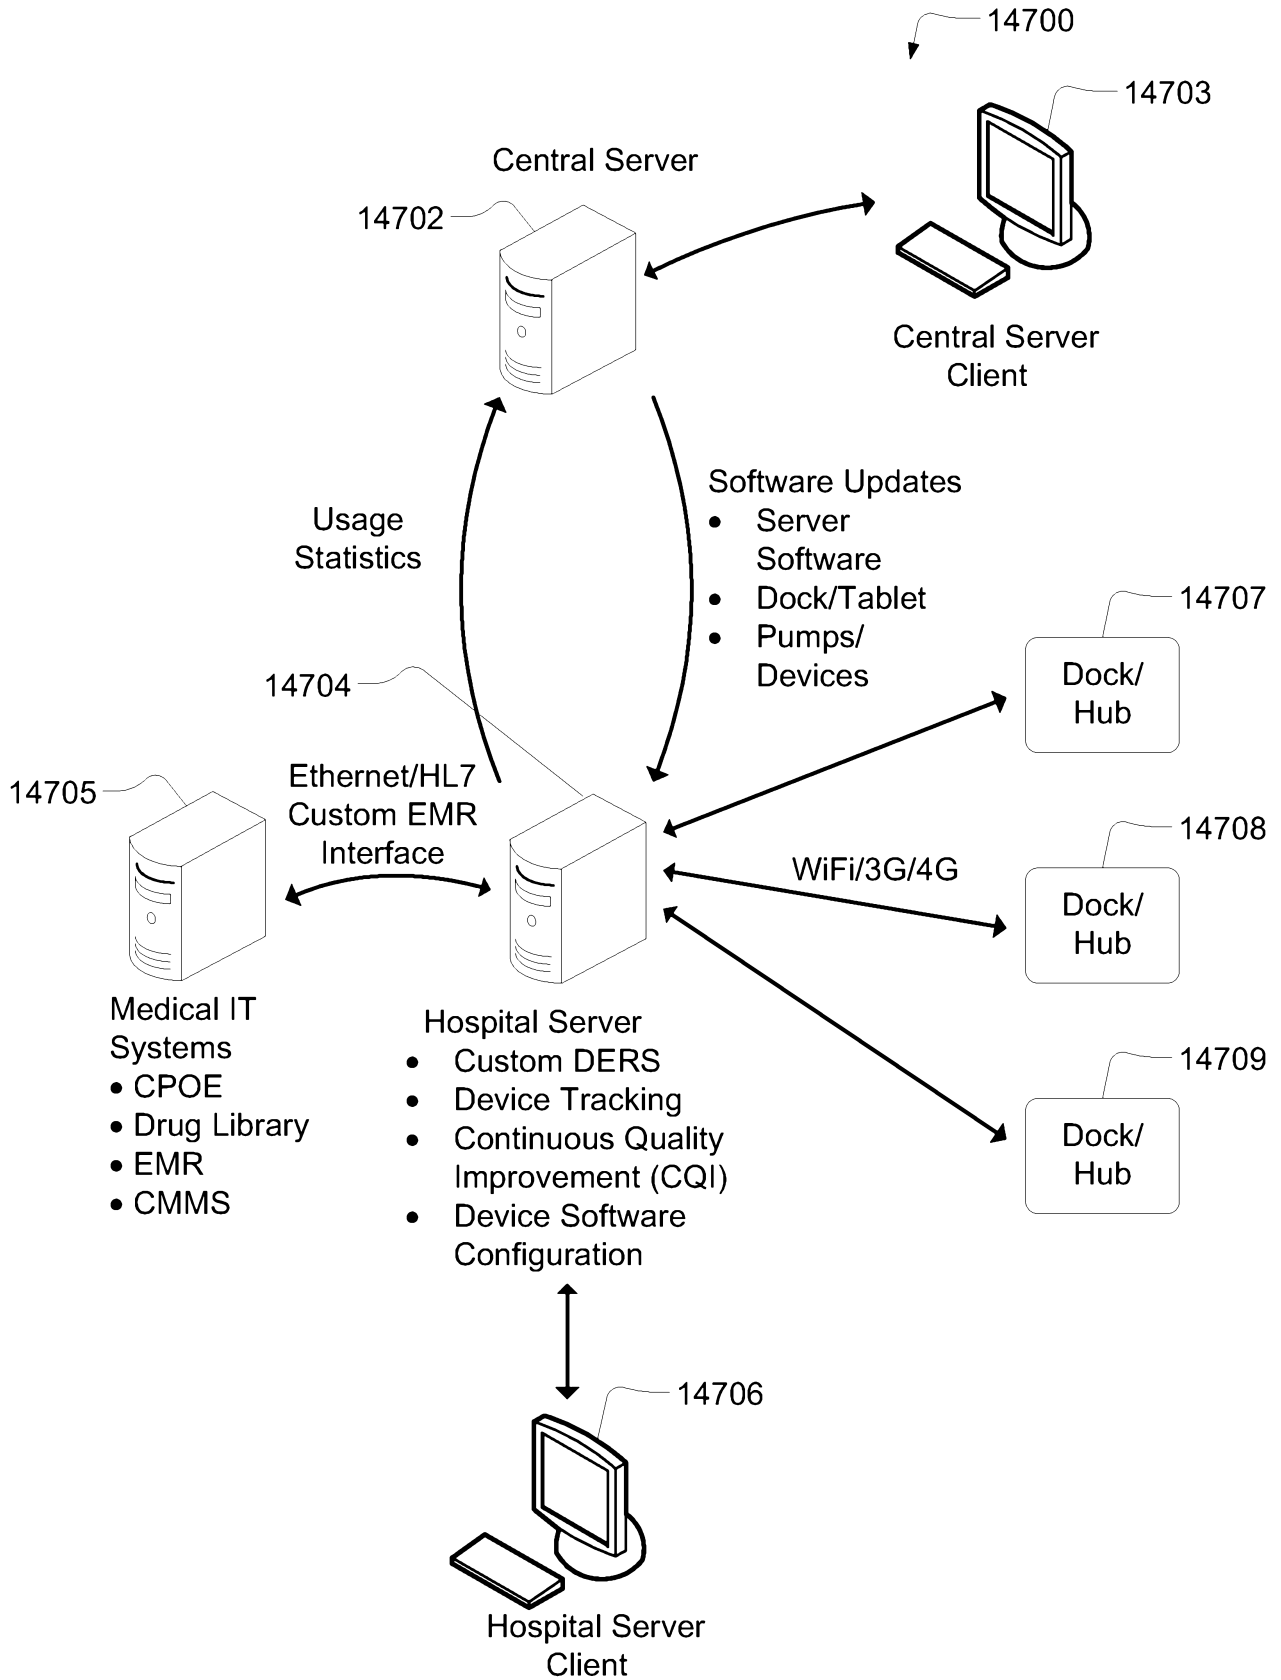 14700
14703
Central Server
14702
Central Server
Client
Software Updates
• Server
Software
• Dock/Tablet
• Pumps/
Devices
Usage
Statistics
14707
Dock/
Hub
14704
Ethernet/HL7
Custom EMR
Interface
14705
14708
WiFi/3G/4G
Dock/
Hub
Medical IT
Systems
• CPOE
• Drug Library
• EMR
• CMMS
Hospital Server
• Custom DERS
• Device Tracking
• Continuous Quality
Improvement (CQI)
• Device Software
Configuration
14709
Dock/
Hub
14706
Hospital Server
Client